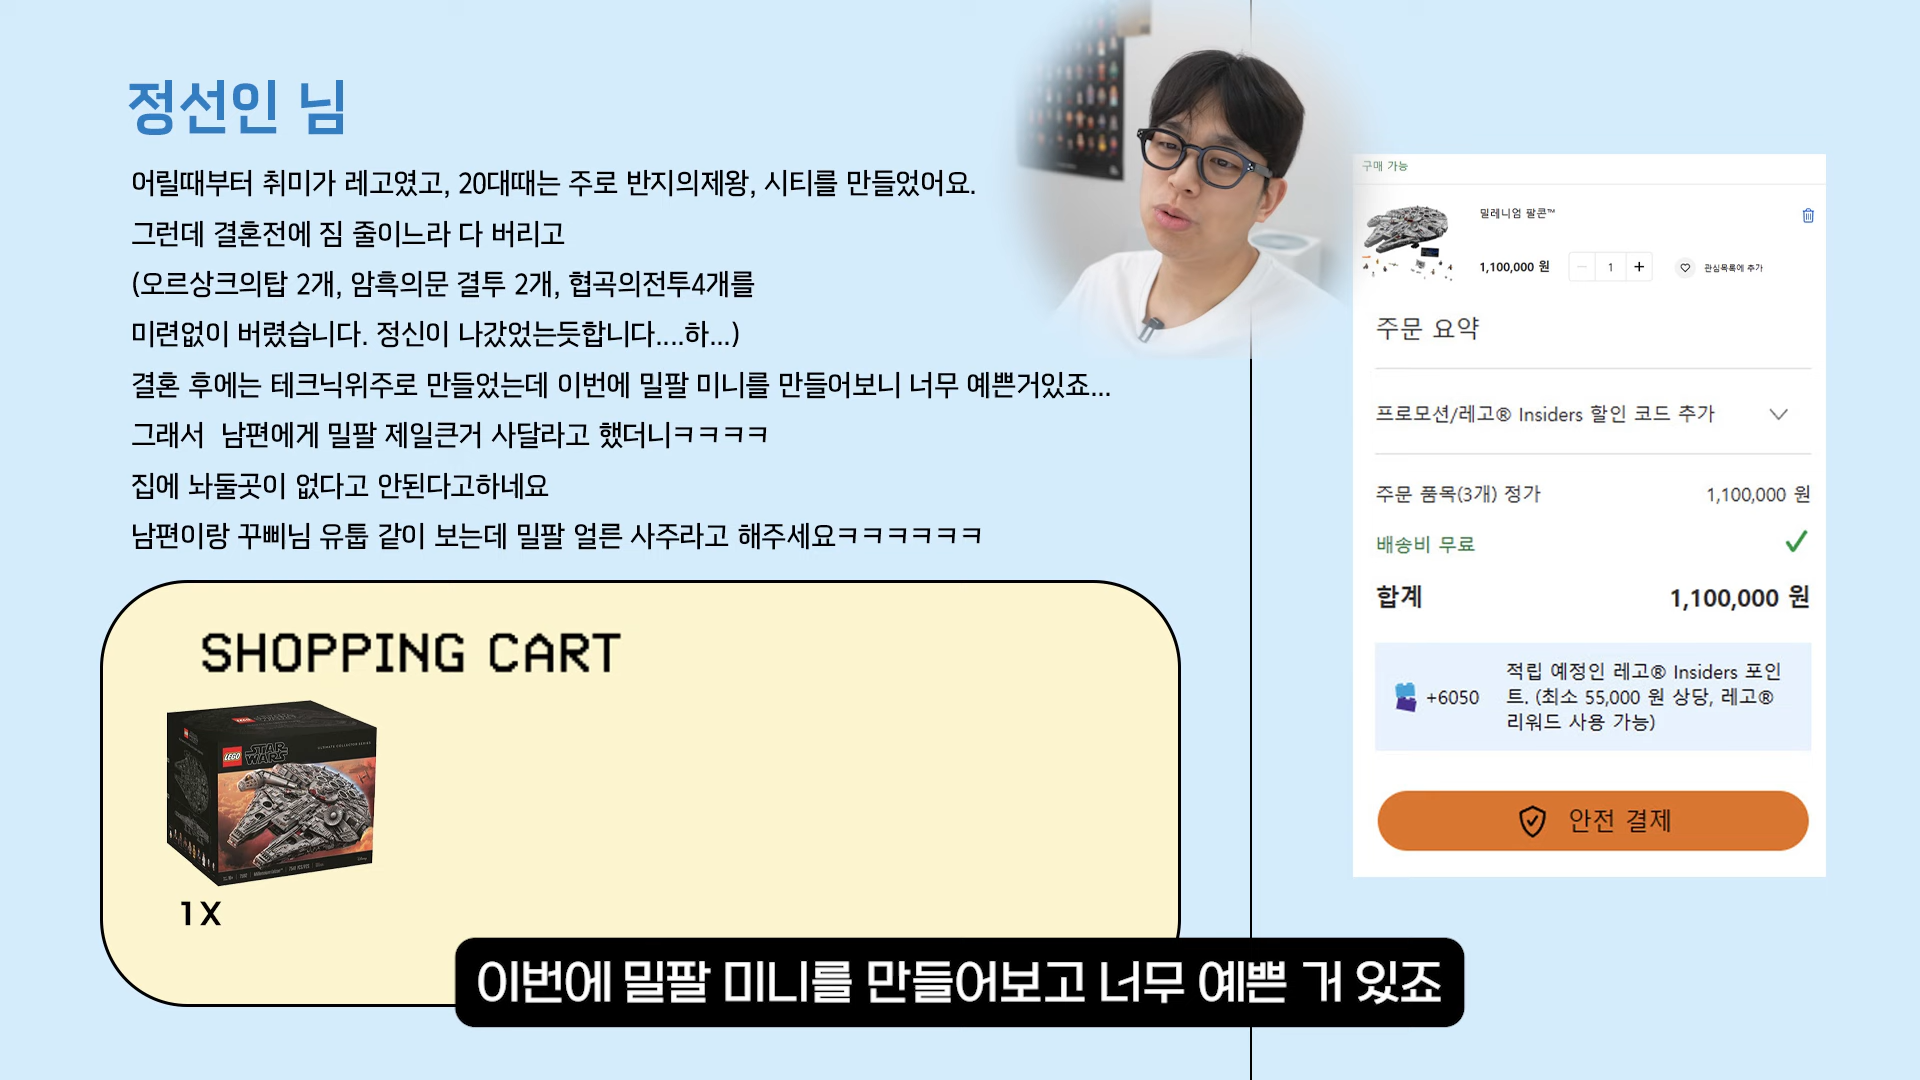 정선인 님
어릴때부터 취미가 레고였고, 20대때는 주로 반지의제왕, 시티를 만들었어요.
그런데 결혼전에 짐 줄이느라 다 버리고
(오르상크의탑 2개, 암흑의문 결투 2개, 협곡의전투4개를
미련없이 버렸습니다. 정신이 나갔었는듯합니다....하...)
결혼 후에는 테크닉위주로 만들었는데 이번에 밀팔 미니를 만들어보니 너무 예쁜거있죠...
그래서  남편에게 밀팔 제일큰거 사달라고 했더니ㅋㅋㅋㅋ
집에 놔둘곳이 없다고 안된다고하네요
남편이랑 꾸삐님 유툽 같이 보는데 밀팔 얼른 사주라고 해주세요ㅋㅋㅋㅋㅋㅋ
SHOPPING CART
LEGO STAR WARS
1X
구매 가능
밀레니엄 팔콘™
1,100,000 원
1 +
관심목록에 추가
주문 요약
프로모션/레고® Insiders 할인 코드 추가
주문 품목(3개) 정가 1,100,000 원
배송비 무료
합계 1,100,000 원
+6050
적립 예정인 레고® Insiders 포인
트. (최소 55,000 원 상당, 레고®
리워드 사용 가능)
안전 결제
이번에 밀팔 미니를 만들어보고 너무 예쁜 거 있죠